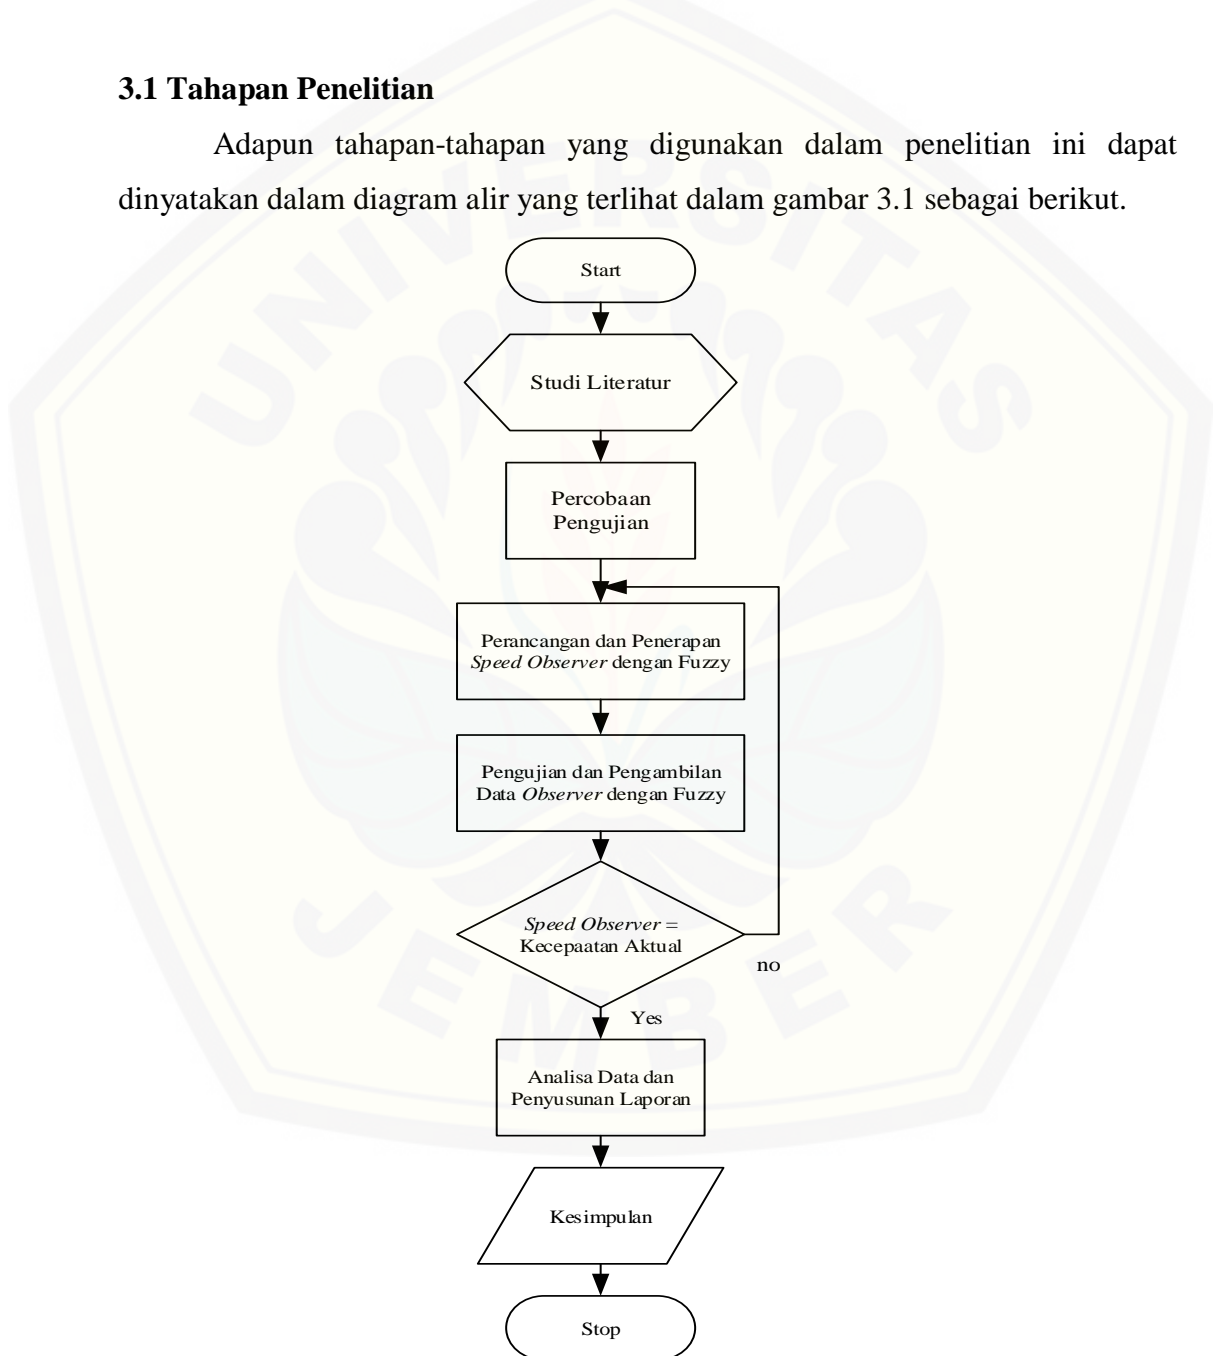 3.1 Tahapan Penelitian
Adapun tahapan-tahapan yang digunakan dalam penelitian ini dapat
dinyatakan dalam diagram alir yang terlihat dalam gambar 3.1 sebagai berikut.
Start
Studi Literatur
Percobaan
Pengujian
Perancangan dan Penerapan
Speed Observer dengan Fuzzy
Pengujian dan Pengambilan
Data Observer dengan Fuzzy
Speed Observer =
Kecepaatan Aktual
no
Yes
Analisa Data dan
Penyusunan Laporan
Kesimpulan
Stop
UNIVERSITAS
JEMBER